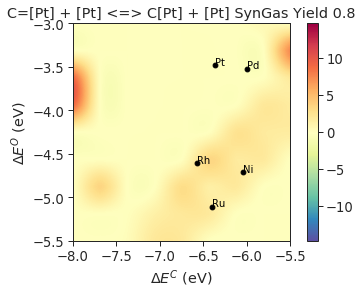 C=[Pt] + [Pt] <=> C[Pt] + [Pt] SynGas Yield 0.8
−3.0
−3.5
−4.0
−4.5
−5.0
−5.5
ΔE^O (eV)
Pt
Pd
Rh
Ni
Ru
−8.0
−7.5
−7.0
−6.5
−6.0
−5.5
ΔE^C (eV)
10
5
0
−5
−10